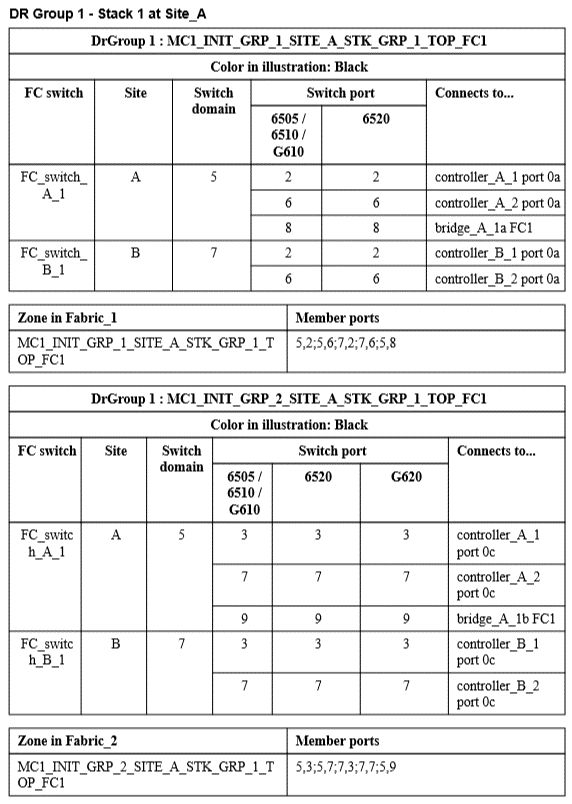 DR Group 1 - Stack 1 at Site_A
DrGroup 1 : MC1_INIT_GRP_1_SITE_A_STK_GRP_1_TOP_FC1
Color in illustration: Black
FC switch Site Switch domain Switch port Connects to...
6505 / 6510 / G610 6520
FC_switch_A_1 A 5 2 2 controller_A_1 port 0a
6 6 controller_A_2 port 0a
8 8 bridge_A_1a FC1
FC_switch_B_1 B 7 2 2 controller_B_1 port 0a
6 6 controller_B_2 port 0a
Zone in Fabric_1 Member ports
MC1_INIT_GRP_1_SITE_A_STK_GRP_1_T 5,2;5,6;7,2;7,6;5,8
OP_FC1
DrGroup 1 : MC1_INIT_GRP_2_SITE_A_STK_GRP_1_TOP_FC1
Color in illustration: Black
FC switch Site Switch domain Switch port Connects to...
6505 / 6510 / G610 6520 G620
FC_switch_A_1 A 5 3 3 3 controller_A_1 port 0c
7 7 7 controller_A_2 port 0c
9 9 9 bridge_A_1b FC1
FC_switch_B_1 B 7 3 3 3 controller_B_1 port 0c
7 7 7 controller_B_2 port 0c
Zone in Fabric_2 Member ports
MC1_INIT_GRP_2_SITE_A_STK_GRP_1_T 5,3;5,7;7,3;7,7;5,9
OP_FC1